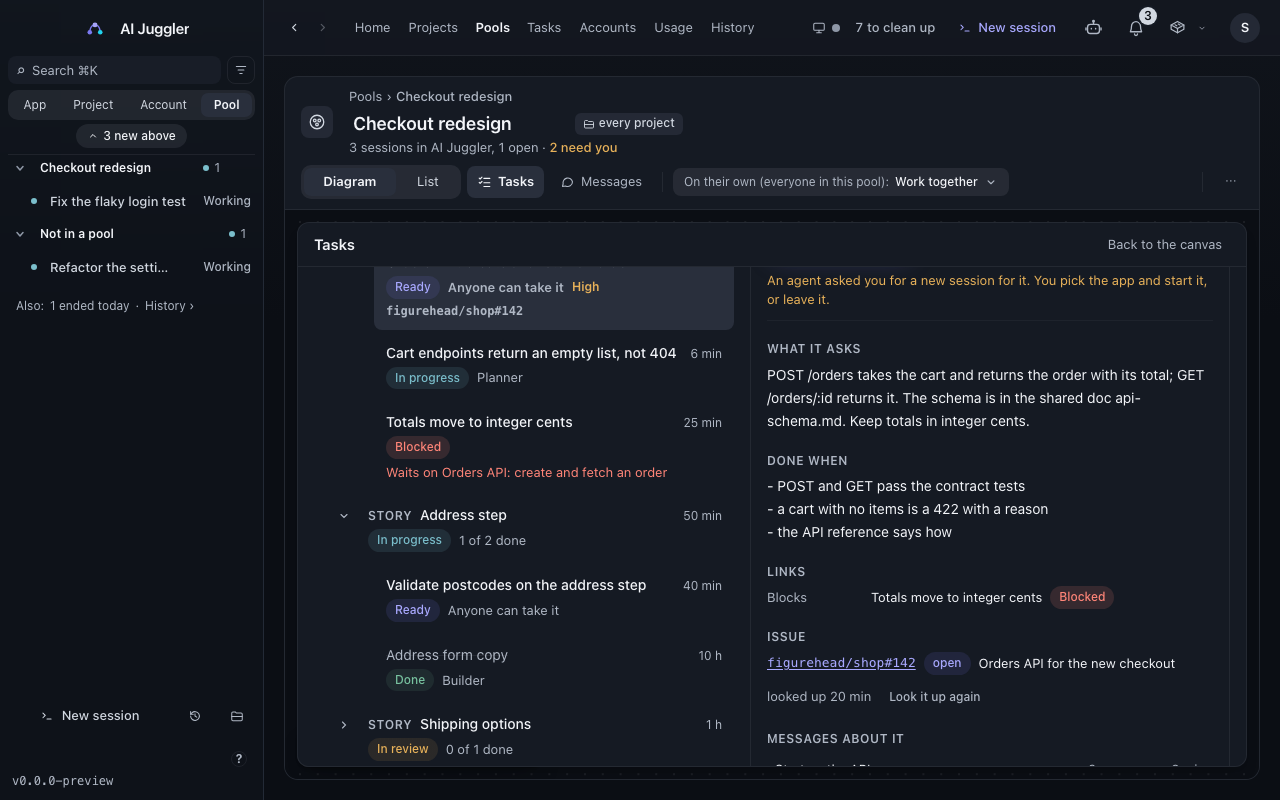 AI Juggler
Search ⌘K
App Project Account Pool
3 new above
Checkout redesign 1
Fix the flaky login test Working
Not in a pool 1
Refactor the setti... Working
Also: 1 ended today · History ›
New session
?
v0.0.0-preview
Home Projects Pools Tasks Accounts Usage History
7 to clean up
New session
3
S
Pools › Checkout redesign
Checkout redesign
every project
3 sessions in AI Juggler, 1 open · 2 need you
Diagram List Tasks Messages
On their own (everyone in this pool): Work together
...
Tasks
Back to the canvas
Ready Anyone can take it High
figurehead/shop#142
Cart endpoints return an empty list, not 404 6 min
In progress Planner
Totals move to integer cents 25 min
Blocked
Waits on Orders API: create and fetch an order
STORY Address step 50 min
In progress 1 of 2 done
Validate postcodes on the address step 40 min
Ready Anyone can take it
Address form copy 10 h
Done Builder
STORY Shipping options 1 h
In review 0 of 1 done
An agent asked you for a new session for it. You pick the app and start it,
or leave it.
WHAT IT ASKS
POST /orders takes the cart and returns the order with its total; GET
/orders/:id returns it. The schema is in the shared doc api-
schema.md. Keep totals in integer cents.
DONE WHEN
- POST and GET pass the contract tests
- a cart with no items is a 422 with a reason
- the API reference says how
LINKS
Blocks Totals move to integer cents Blocked
ISSUE
figurehead/shop#142 open Orders API for the new checkout
looked up 20 min Look it up again
MESSAGES ABOUT IT